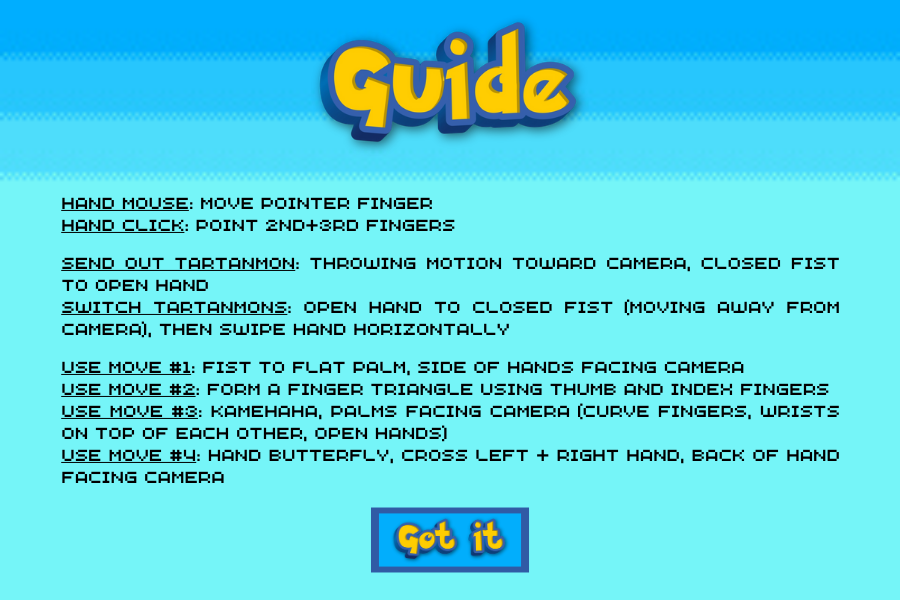 Guide
HAND MOUSE: MOVE POINTER FINGER
HAND CLICK: POINT 2ND+3RD FINGERS
SEND OUT TARTANMON: THROWING MOTION TOWARD CAMERA, CLOSED FIST
TO OPEN HAND
SWITCH TARTANMONS: OPEN HAND TO CLOSED FIST (MOVING AWAY FROM
CAMERA), THEN SWIPE HAND HORIZONTALLY
USE MOVE #1: FIST TO FLAT PALM, SIDE OF HANDS FACING CAMERA
USE MOVE #2: FORM A FINGER TRIANGLE USING THUMB AND INDEX FINGERS
USE MOVE #3: KAMEHAHA, PALMS FACING CAMERA (CURVE FINGERS, WRISTS
ON TOP OF EACH OTHER, OPEN HANDS)
USE MOVE #4: HAND BUTTERFLY, CROSS LEFT + RIGHT HAND, BACK OF HAND
FACING CAMERA
Got it